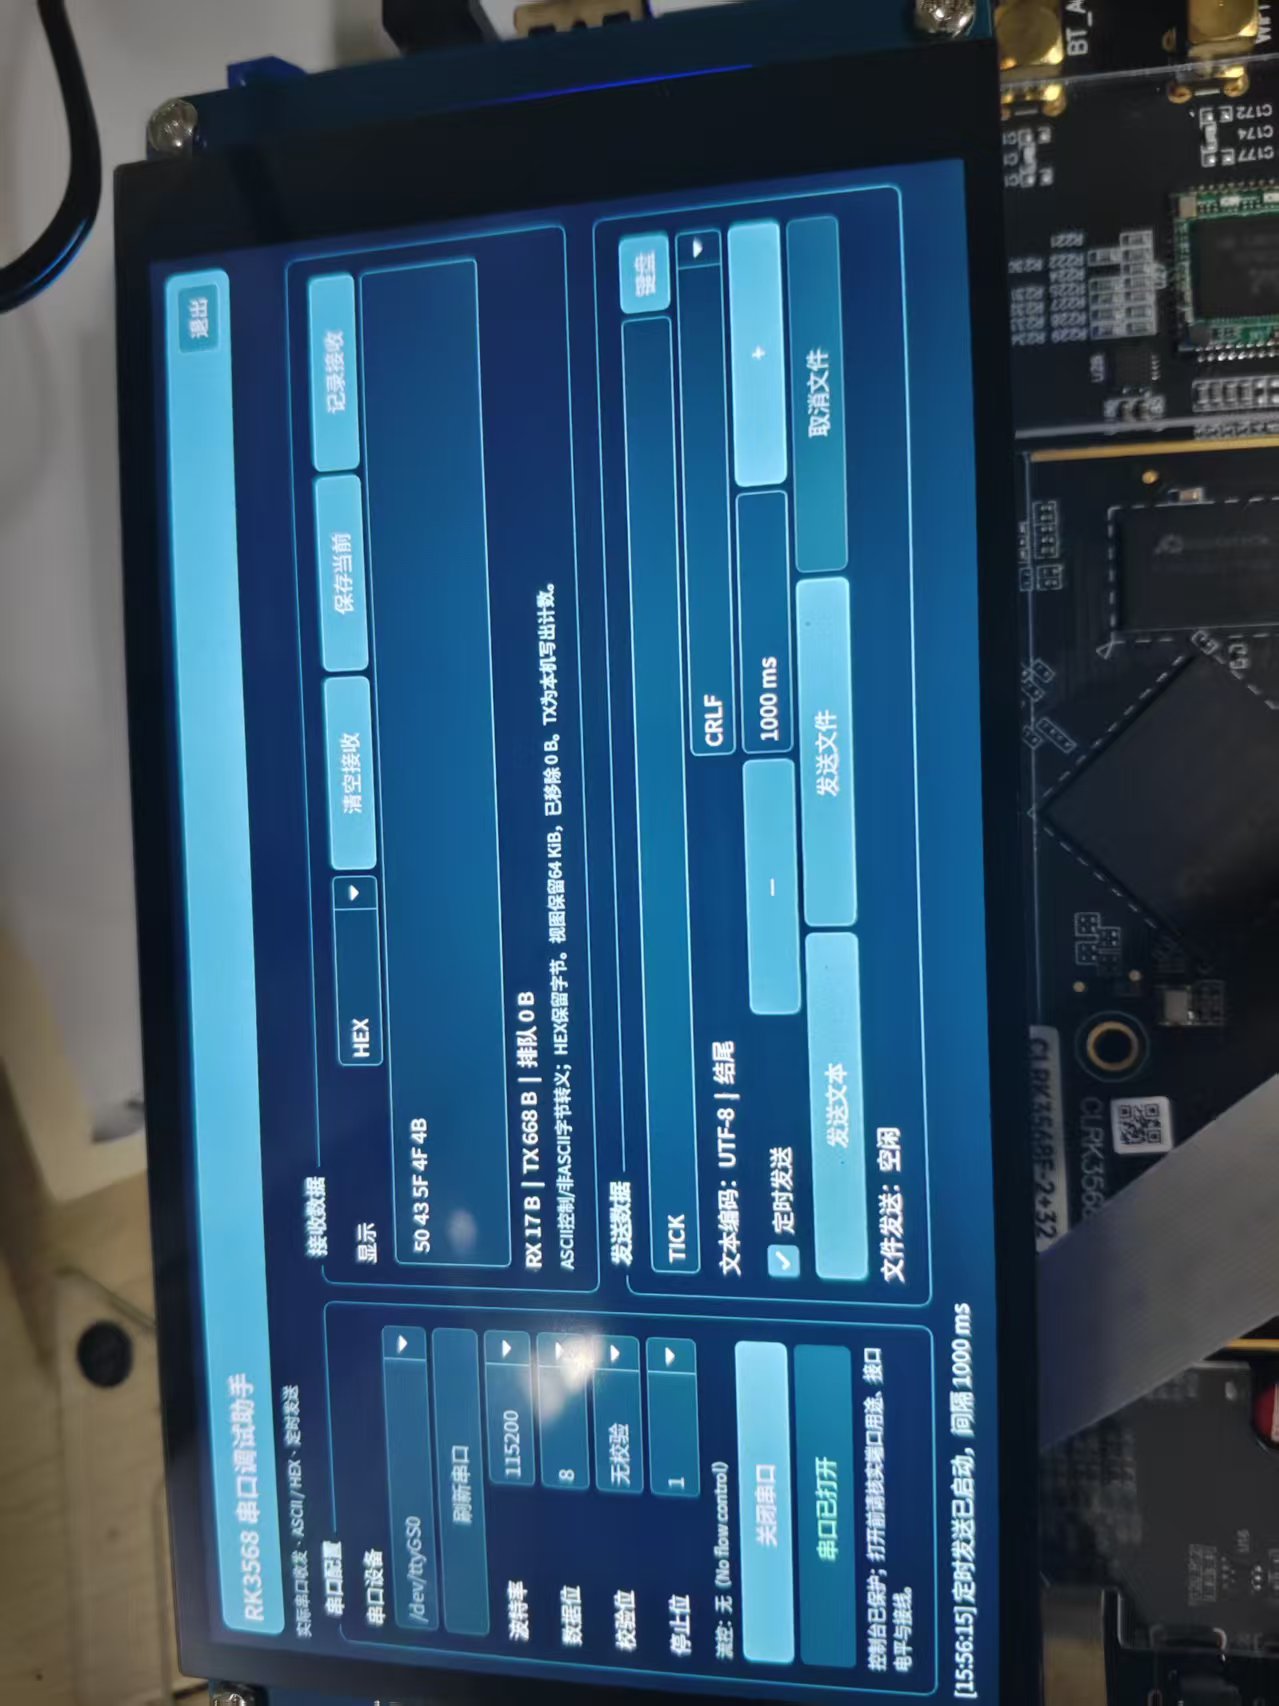 RK3568 串口调试助手
退出
实际串口收发 · ASCII / HEX · 定时发送
串口配置
串口设备
/dev/ttyGS0
刷新串口
波特率
115200
数据位
8
校验位
无校验
停止位
1
流控：无（No flow control）
关闭串口
串口已打开
控制台已保护；打开前请核实端口用途、接口
电平与接线。
接收数据
显示
HEX
清空接收
保存当前
记录接收
50 43 5F 4F 4B
RX 17 B | TX 668 B | 排队 0 B
ASCII控制/非ASCII字节转义；HEX保留字节。视图保留64 KiB，已移除 0 B。TX为本机写出计数。
发送数据
TICK
键盘
文本编码：UTF-8 | 结尾
CRLF
定时发送
−
1000 ms
+
发送文本
发送文件
取消文件
文件发送：空闲
[15:56:15] 定时发送已启动，间隔 1000 ms
C172
C174
C177
R221